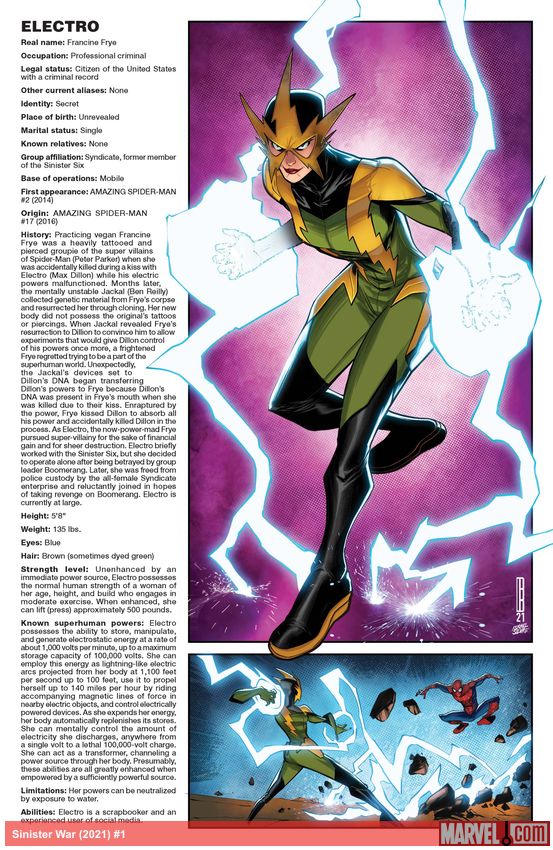 ELECTRO
Real name: Francine Frye
Occupation: Professional criminal
Legal status: Citizen of the United States
with a criminal record
Other current aliases: None
Identity: Secret
Place of birth: Unrevealed
Marital status: Single
Known relatives: None
Group affiliation: Syndicate, former member
of the Sinister Six
Base of operations: Mobile
First appearance: AMAZING SPIDER-MAN
#2 (2014)
Origin: AMAZING SPIDER-MAN
#17 (2016)
History: Practicing vegan Francine
Frye was a heavily tattooed and
pierced groupie of the super villains
of Spider-Man (Peter Parker) when she
was accidentally killed during a kiss with
Electro (Max Dillon) while his electric
powers malfunctioned. Months later,
the mentally unstable Jackal (Ben Reilly)
collected genetic material from Frye's corpse
and resurrected her through cloning. Her new
body did not possess the original's tattoos
or piercings. When Jackal revealed Frye's
resurrection to Dillion to convince him to allow
experiments that would give Dillon control
of his powers once more, a frightened
Frye regretted trying to be a part of the
superhuman world. Unexpectedly,
the Jackal's devices set to
Dillon's DNA began transferring
Dillon's powers to Frye because Dillon's
DNA was present in Frye's mouth when she
was killed due to their kiss. Enraptured by
the power, Frye kissed Dillon to absorb all
his power and accidentally killed Dillon in the
process. As Electro, the now-power-mad Frye
pursued super-villainy for the sake of financial
gain and for sheer destruction. Electro briefly
worked with the Sinister Six, but she decided
to operate alone after being betrayed by group
leader Boomerang. Later, she was freed from
police custody by the all-female Syndicate
enterprise and reluctantly joined in hopes
of taking revenge on Boomerang. Electro is
currently at large.
Height: 5'8"
Weight: 135 lbs.
Eyes: Blue
Hair: Brown (sometimes dyed green)
Strength level: Unenhanced by an
immediate power source, Electro possesses
the normal human strength of a woman of
her age, height, and build who engages in
moderate exercise. When enhanced, she
can lift (press) approximately 500 pounds.
Known superhuman powers: Electro
possesses the ability to store, manipulate,
and generate electrostatic energy at a rate of
about 1,000 volts per minute, up to a maximum
storage capacity of 100,000 volts. She can
employ this energy as lightning-like electric
arcs projected from her body at 1,100 feet
per second up to 100 feet, use it to propel
herself up to 140 miles per hour by riding
accompanying magnetic lines of force in
nearby electric objects, and control electrically
powered devices. As she expends her energy,
her body automatically replenishes its stores.
She can mentally control the amount of
electricity she discharges, anywhere from
a single volt to a lethal 100,000-volt charge.
She can act as a transformer, channeling a
power source through her body. Presumably,
these abilities are all greatly enhanced when
empowered by a sufficiently powerful source.
Limitations: Her powers can be neutralized
by exposure to water.
Abilities: Electro is a scrapbooker and an
experienced user of social media.
21
Sinister War (2021) #1
MARVEL.com